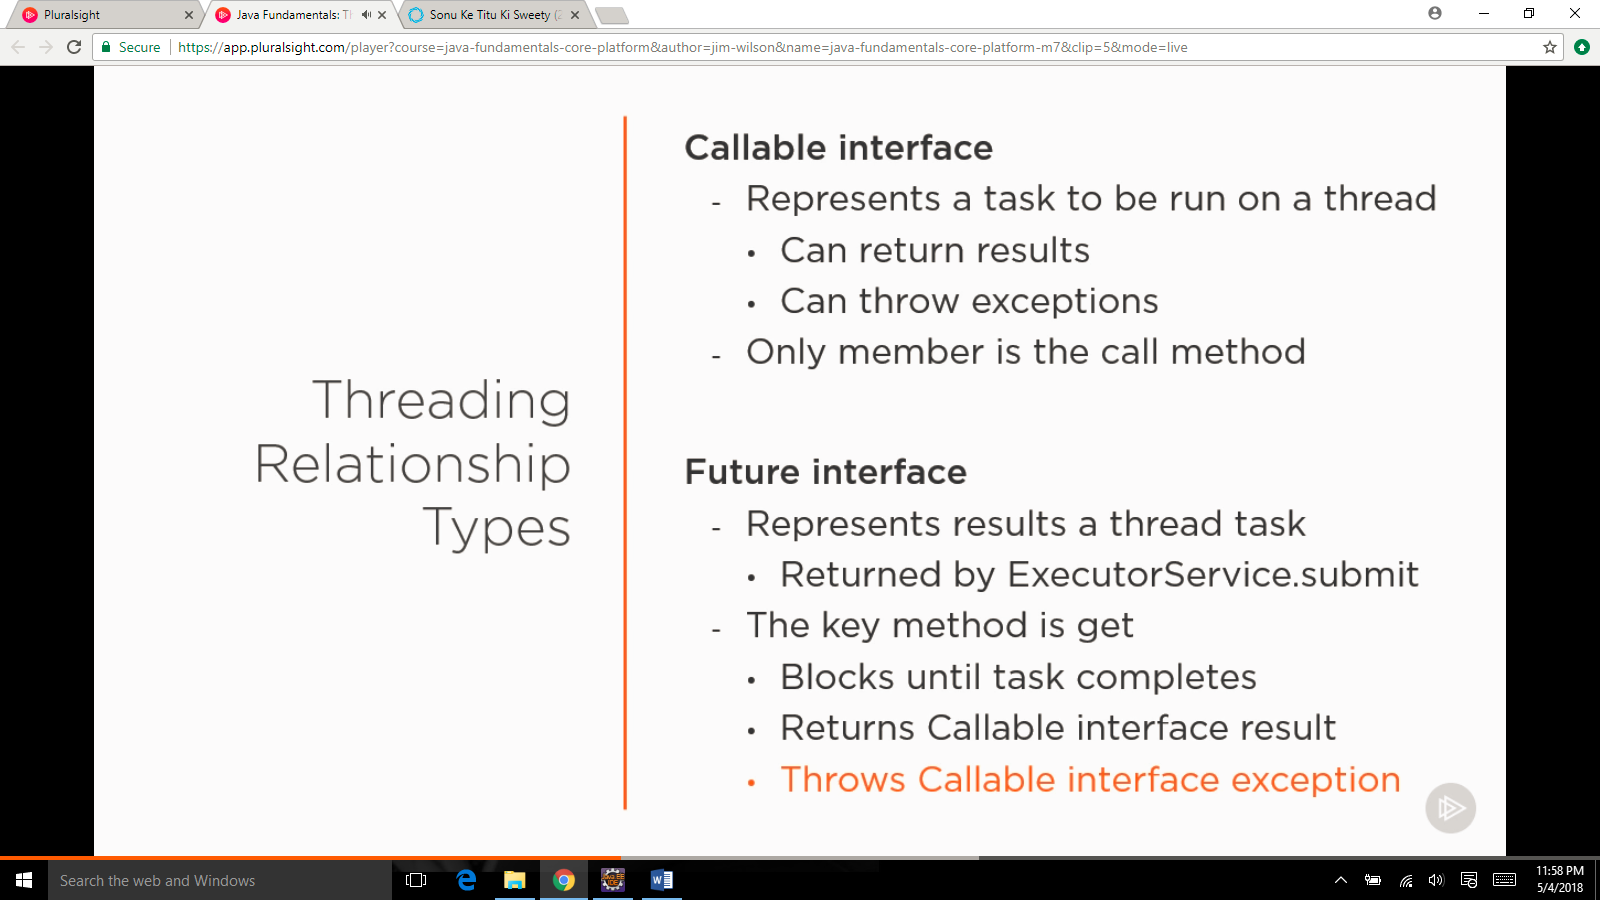 Pluralsight
Java Fundamentals: Th
Sonu Ke Titu Ki Sweety (2
Secure
https://app.pluralsight.com/player?course=java-fundamentals-core-platform&author=jim-wilson&name=java-fundamentals-core-platform-m7&clip=5&mode=live
Threading
Relationship
Types
Callable interface
- Represents a task to be run on a thread
• Can return results
• Can throw exceptions
- Only member is the call method
Future interface
- Represents results a thread task
• Returned by ExecutorService.submit
- The key method is get
• Blocks until task completes
• Returns Callable interface result
• Throws Callable interface exception
Search the web and Windows
11:58 PM
5/4/2018